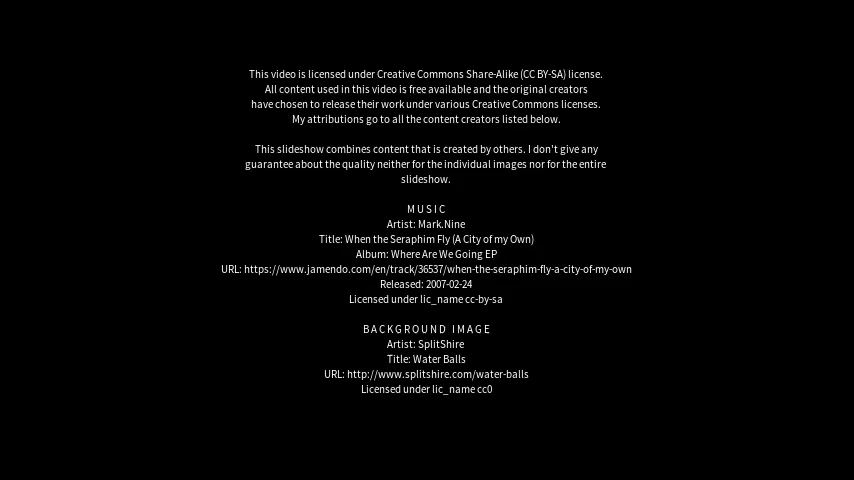 This video is licensed under Creative Commons Share-Alike (CC BY-SA) license.
All content used in this video is free available and the original creators
have chosen to release their work under various Creative Commons licenses.
My attributions go to all the content creators listed below.
This slideshow combines content that is created by others. I don't give any
guarantee about the quality neither for the individual images nor for the entire
slideshow.
MUSIC
Artist: Mark.Nine
Title: When the Seraphim Fly (A City of my Own)
Album: Where Are We Going EP
URL: https://www.jamendo.com/en/track/36537/when-the-seraphim-fly-a-city-of-my-own
Released: 2007-02-24
Licensed under lic_name cc-by-sa
BACKGROUND IMAGE
Artist: SplitShire
Title: Water Balls
URL: http://www.splitshire.com/water-balls
Licensed under lic_name cc0